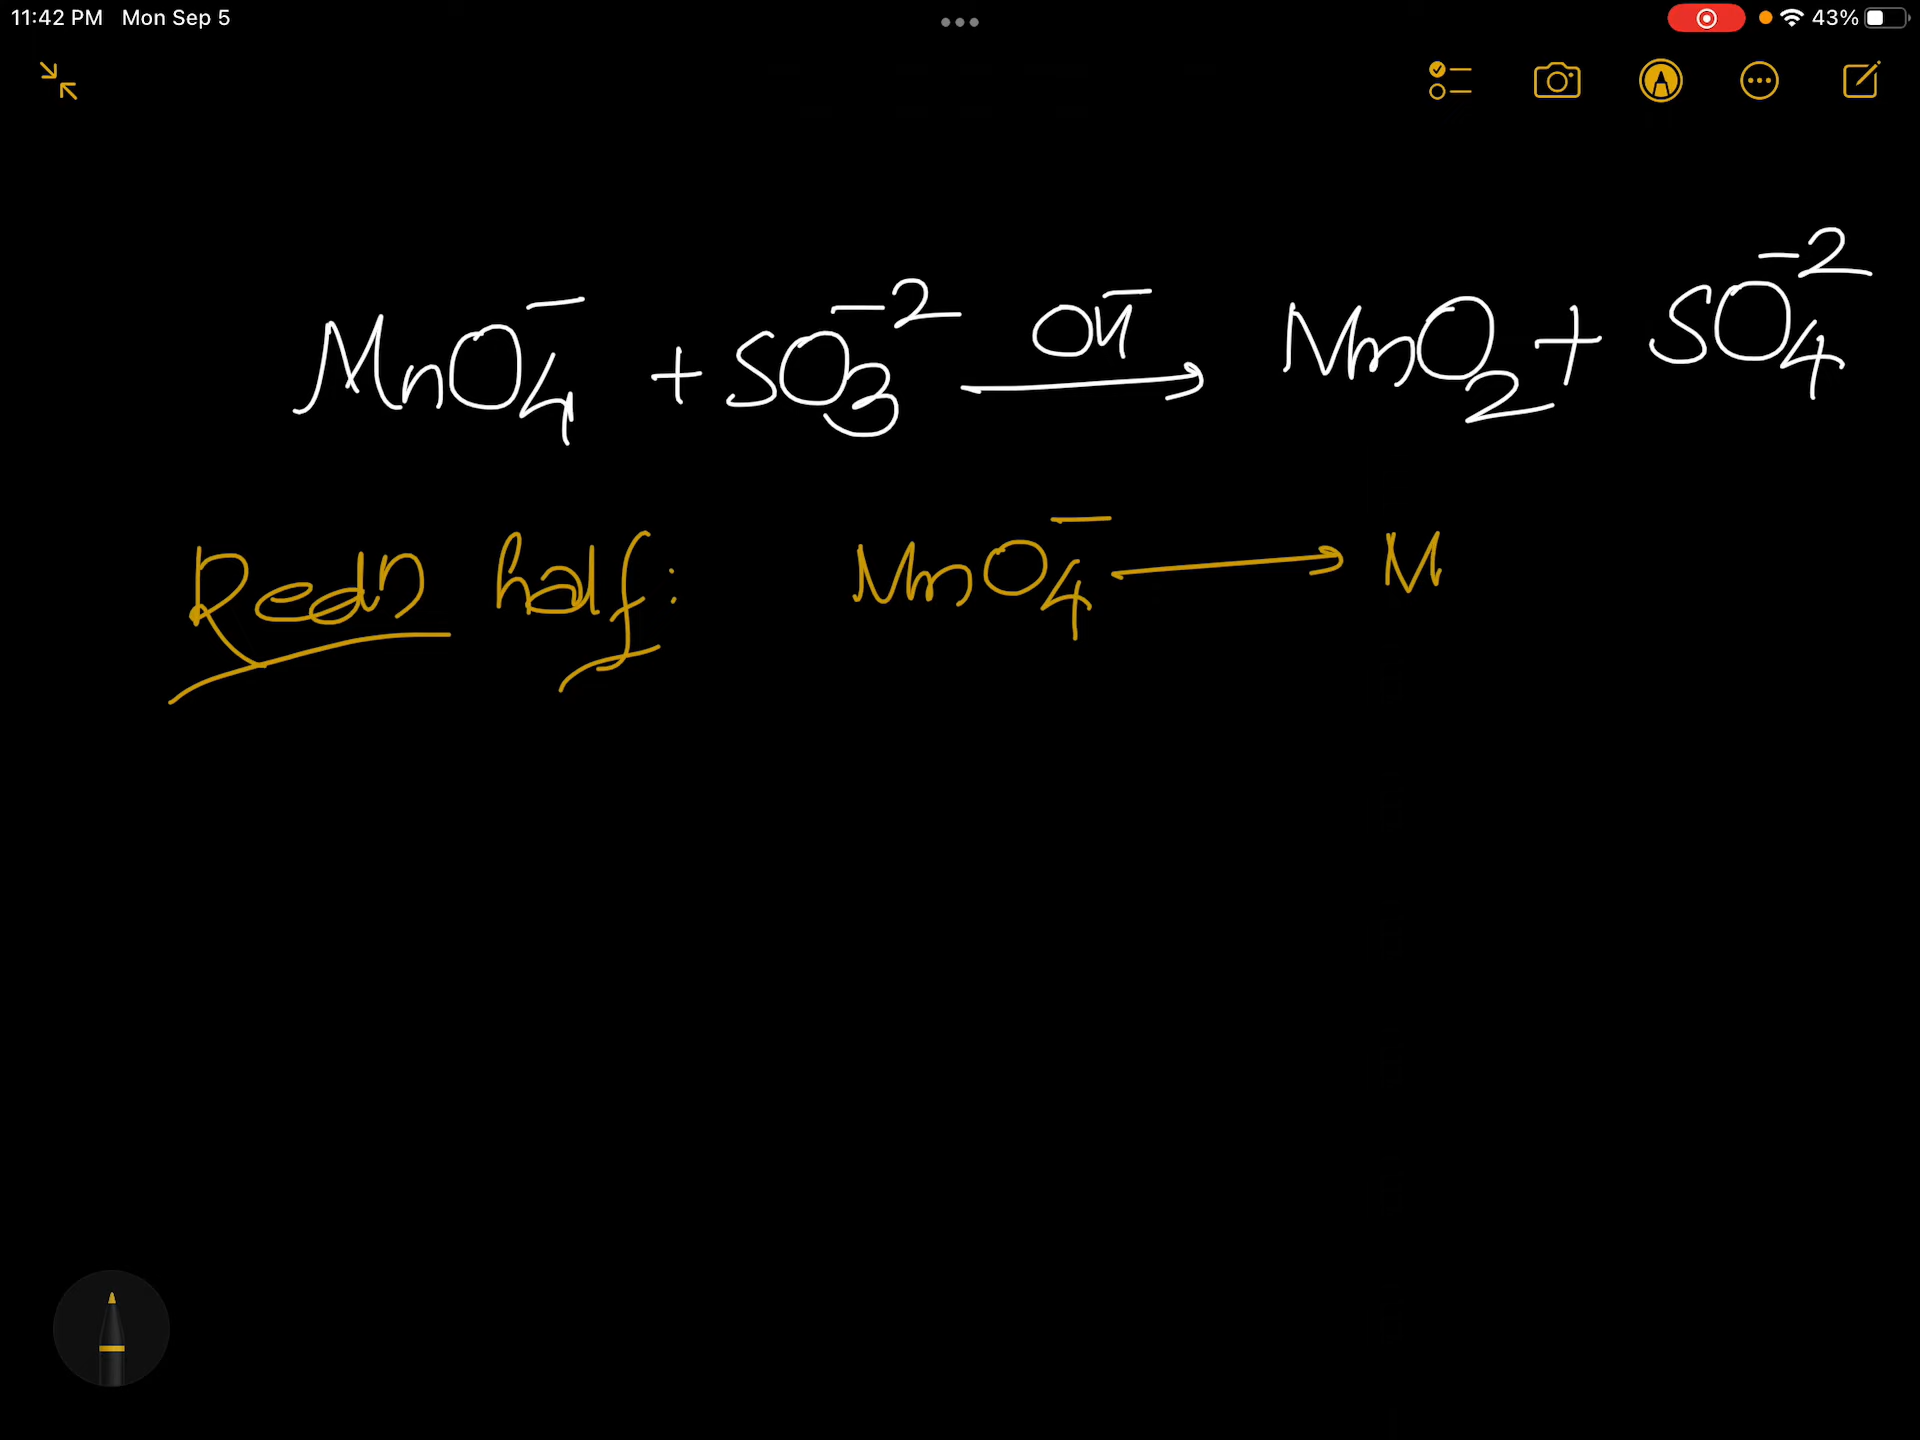 11:42 PM Mon Sep 5 43%
MnO₄⁻ + SO₃⁻² OH⁻ → MnO₂ + SO₄⁻²
Redn half: MnO₄⁻ → M